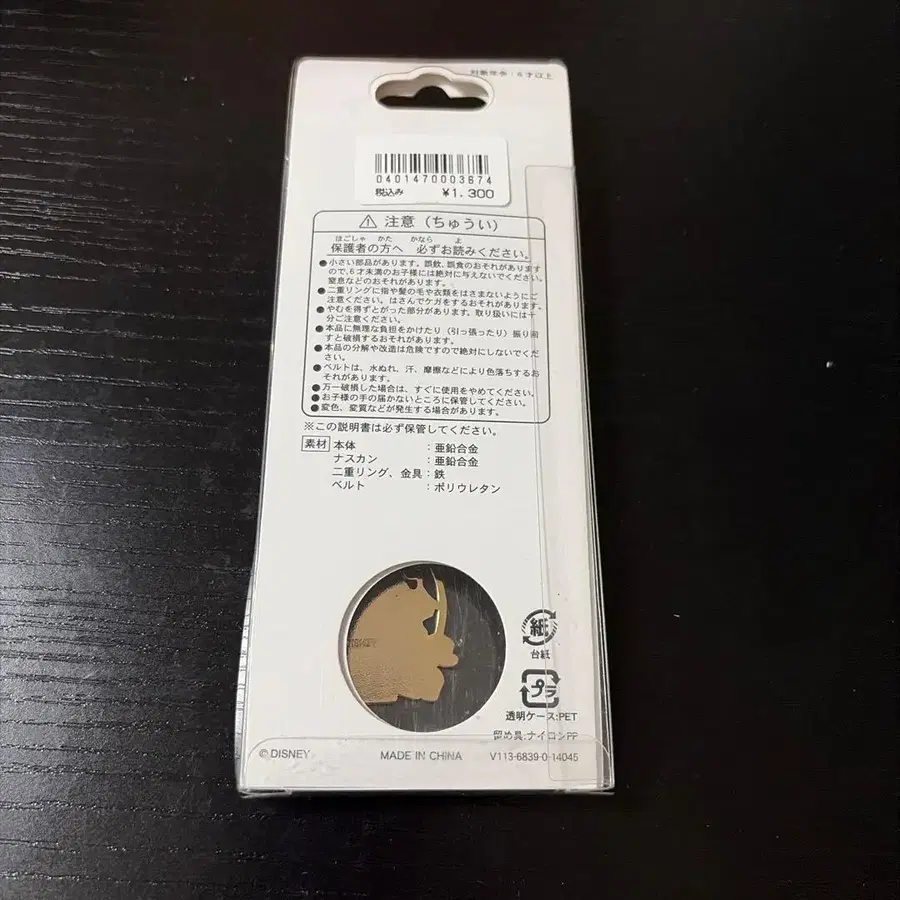 対象年令：6才以上
0401470003674
税込み ¥1,300
注意（ちゅうい）
ほごしゃ かた かなら よ
保護者の方へ 必ずお読みください。
●小さい部品があります。誤飲、誤食のおそれがあります
ので、6才未満のお子様には絶対に与えないでください。
窒息などのおそれがあります。
●二重リングに指や髪の毛や衣類をはさまないようにご
注意ください。はさんでケガをするおそれがあります。
●やむを得ずとがった部分があります。取り扱いには十
分ご注意ください。
●本品に無理な負担をかけたり（引っ張ったり）振り回
すと破損するおそれがあります。
●本品の分解や改造は危険ですので絶対にしないでくだ
さい。
●ベルトは、水ぬれ、汗、摩擦などにより色落ちするお
それがあります。
●万一破損した場合は、すぐに使用をやめてください。
●お子様の手の届かないところに保管してください。
●変色、変質などが発生する場合があります。
※この説明書は必ず保管してください。
素材 本体 ：亜鉛合金
ナスカン ：亜鉛合金
二重リング、金具：鉄
ベルト ：ポリウレタン
紙
台紙
プラ
透明ケース:PET
留め具:ナイロンPP
© DISNEY MADE IN CHINA V113-6839-0-14045